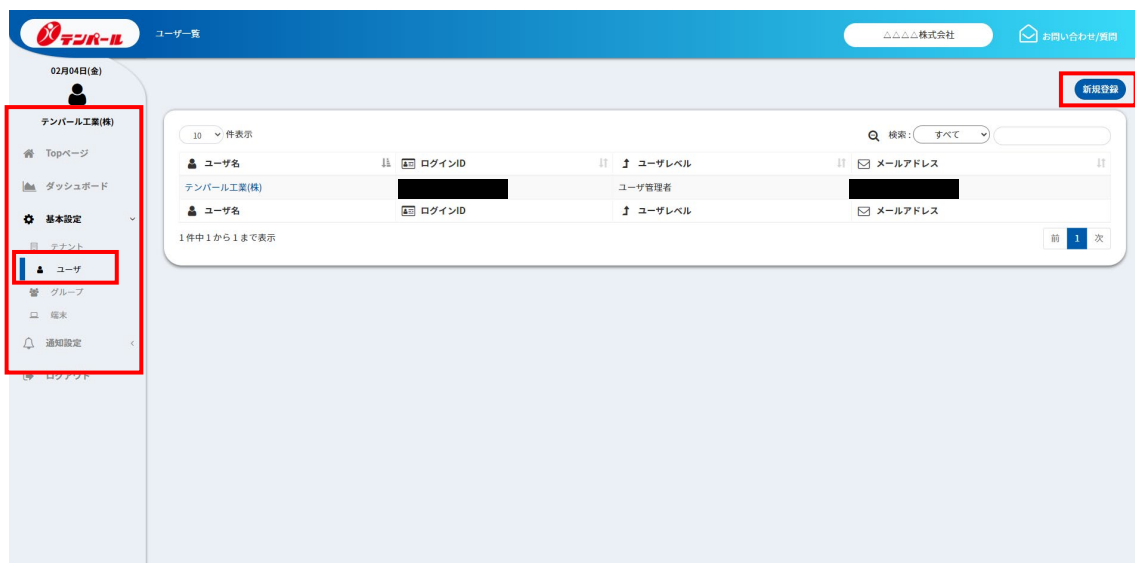 テンパール
ユーザ一覧
△△△△株式会社
お問い合わせ/質問
02月04日(金)
新規登録
テンパール工業(株)
Topページ
ダッシュボード
基本設定
テナント
ユーザ
グループ
端末
通知設定
ログアウト
10 件表示
検索: すべて
ユーザ名 ログインID ユーザレベル メールアドレス
テンパール工業(株) ユーザ管理者
ユーザ名 ログインID ユーザレベル メールアドレス
1件中1から1まで表示
前 1 次